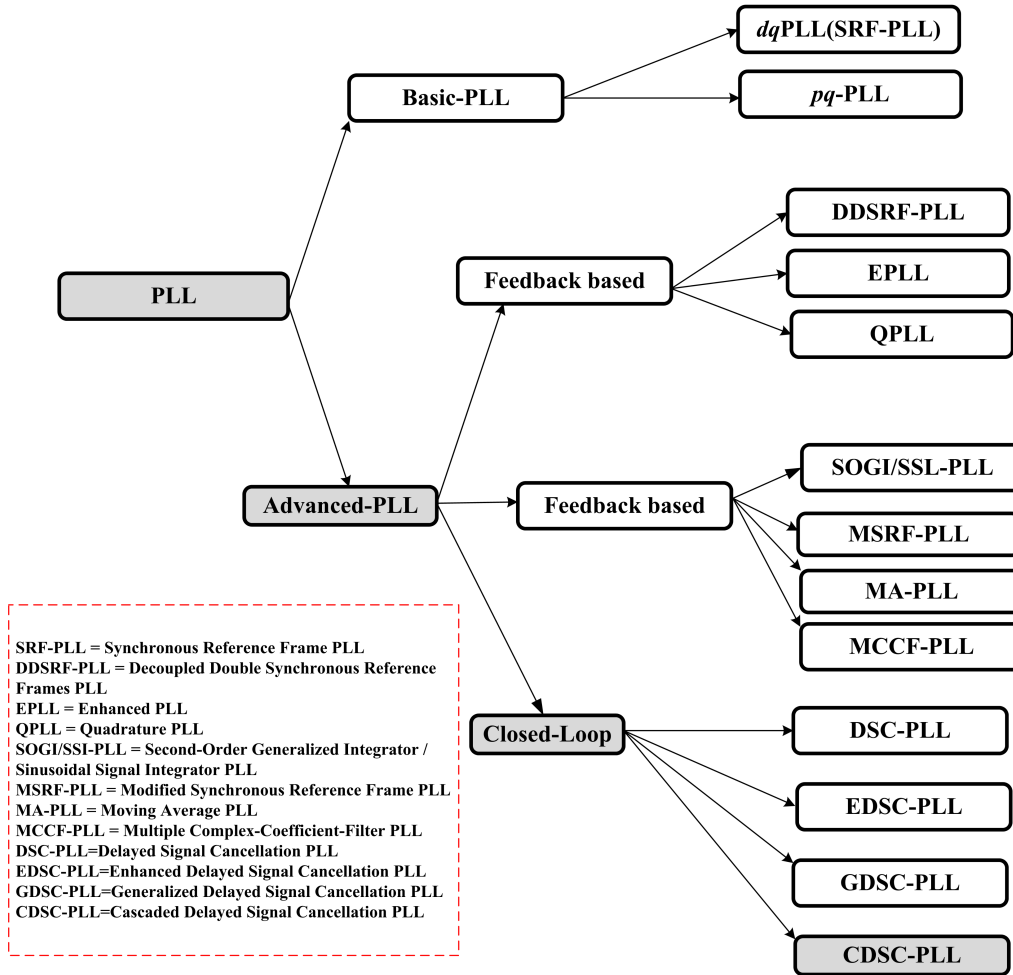 dqPLL(SRF-PLL)
Basic-PLL
pq-PLL
DDSRF-PLL
Feedback based
EPLL
PLL
QPLL
SOGI/SSL-PLL
Advanced-PLL
Feedback based
MSRF-PLL
MA-PLL
MCCF-PLL
Closed-Loop
DSC-PLL
EDSC-PLL
GDSC-PLL
CDSC-PLL
SRF-PLL = Synchronous Reference Frame PLL
DDSRF-PLL = Decoupled Double Synchronous Reference
Frames PLL
EPLL = Enhanced PLL
QPLL = Quadrature PLL
SOGI/SSI-PLL = Second-Order Generalized Integrator /
Sinusoidal Signal Integrator PLL
MSRF-PLL = Modified Synchronous Reference Frame PLL
MA-PLL = Moving Average PLL
MCCF-PLL = Multiple Complex-Coefficient-Filter PLL
DSC-PLL=Delayed Signal Cancellation PLL
EDSC-PLL=Enhanced Delayed Signal Cancellation PLL
GDSC-PLL=Generalized Delayed Signal Cancellation PLL
CDSC-PLL=Cascaded Delayed Signal Cancellation PLL